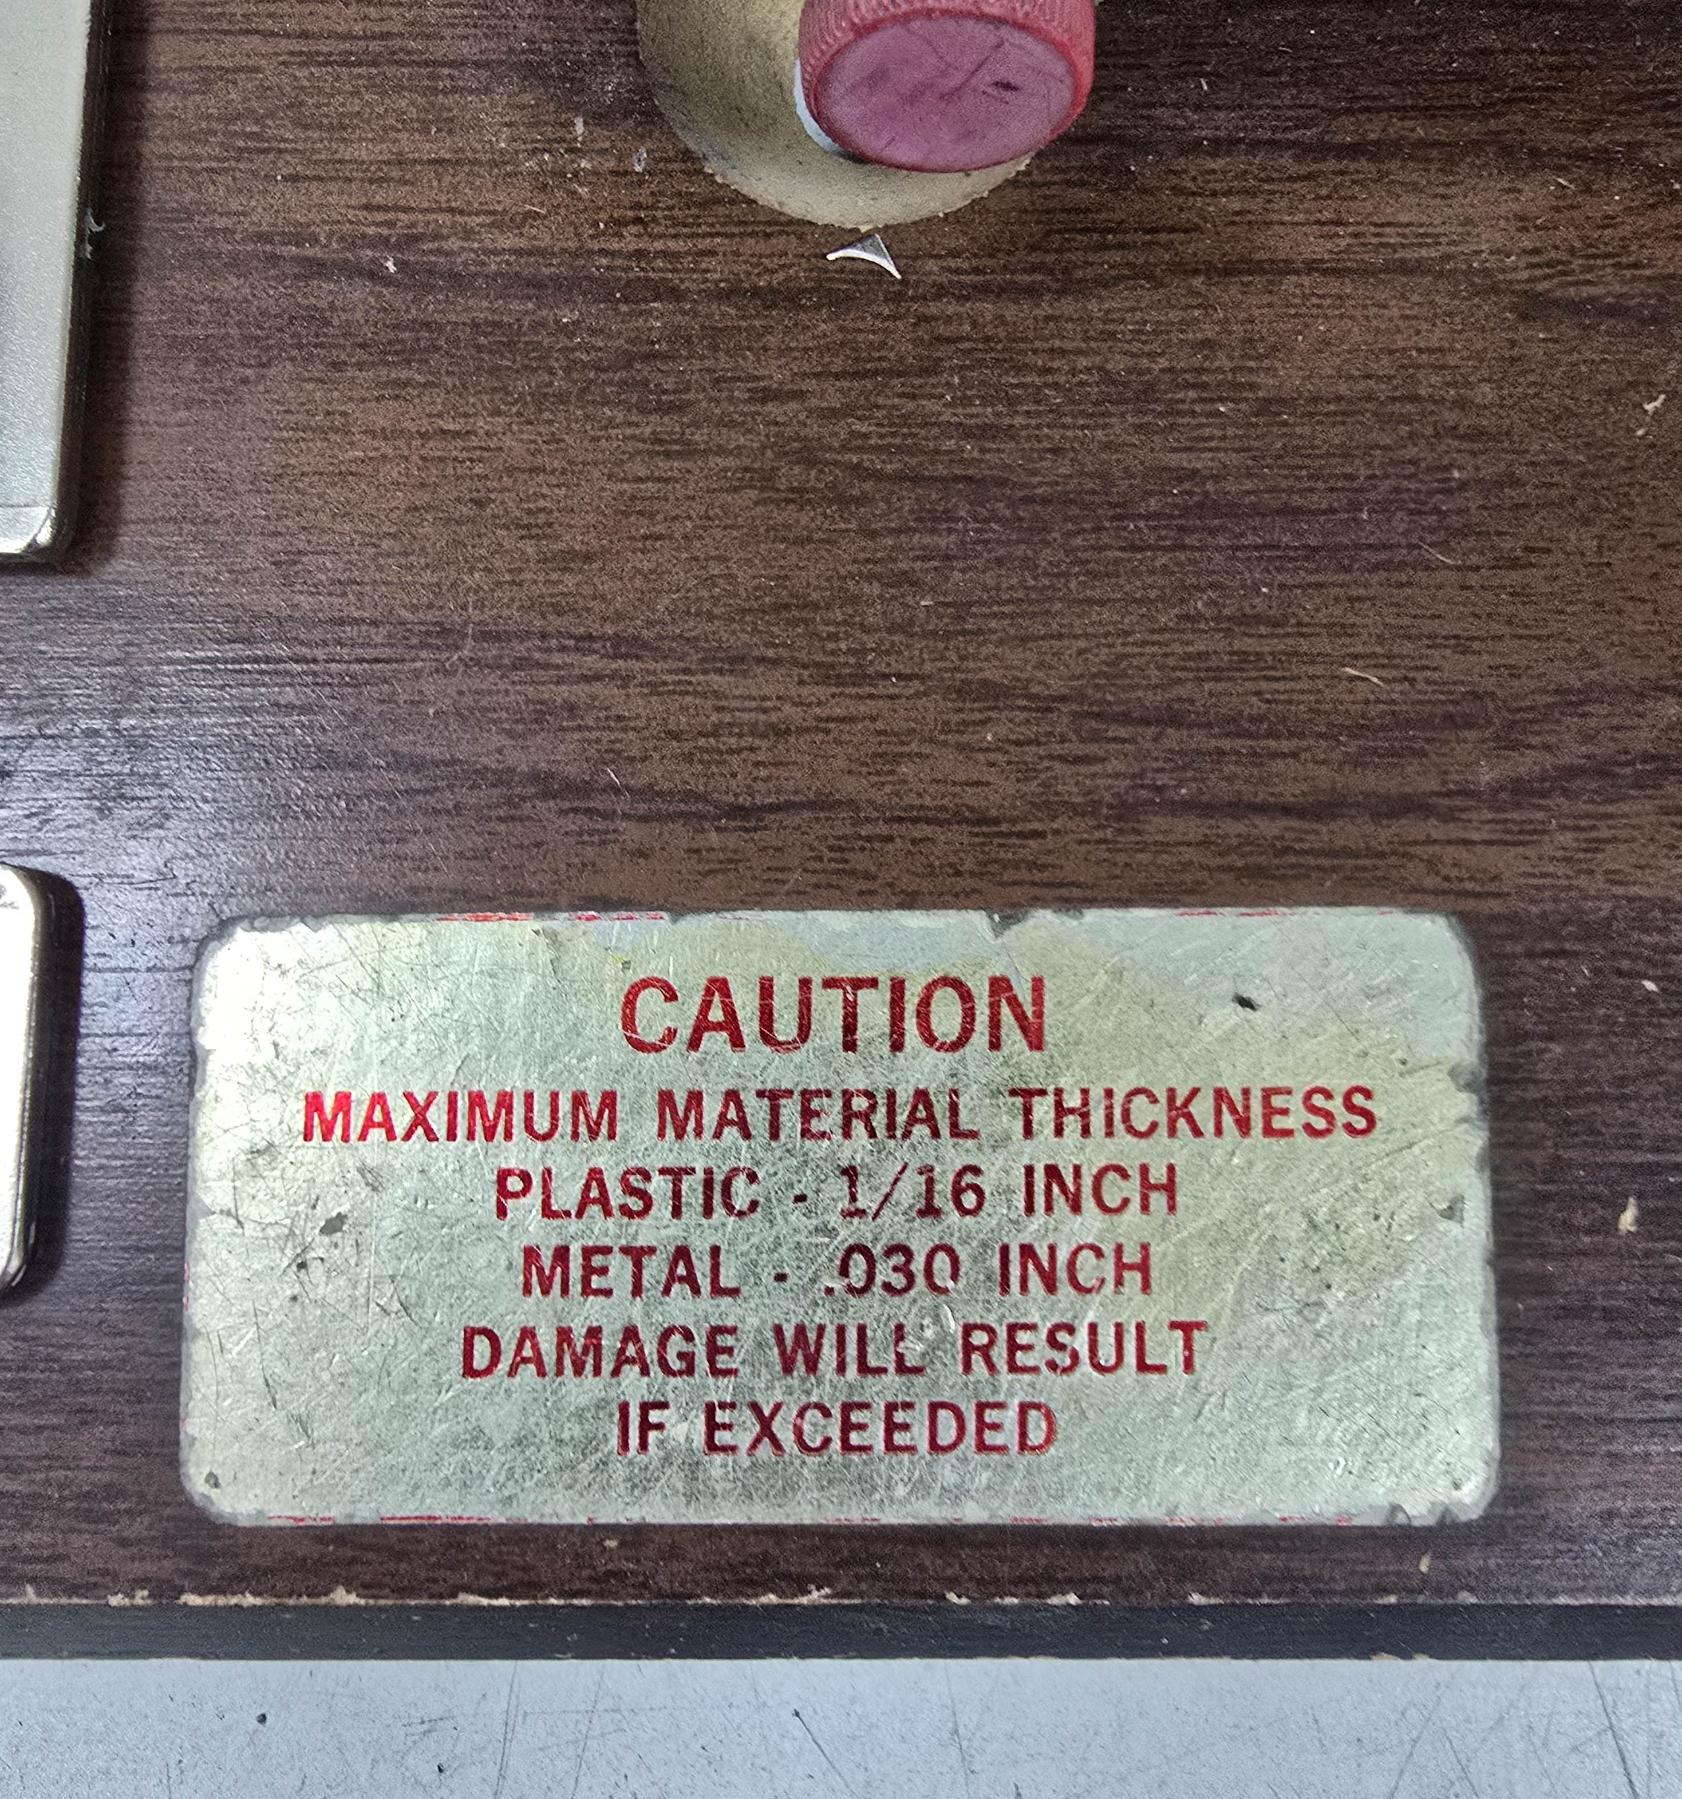 CAUTION
MAXIMUM MATERIAL THICKNESS
PLASTIC - 1/16 INCH
METAL - .030 INCH
DAMAGE WILL RESULT
IF EXCEEDED